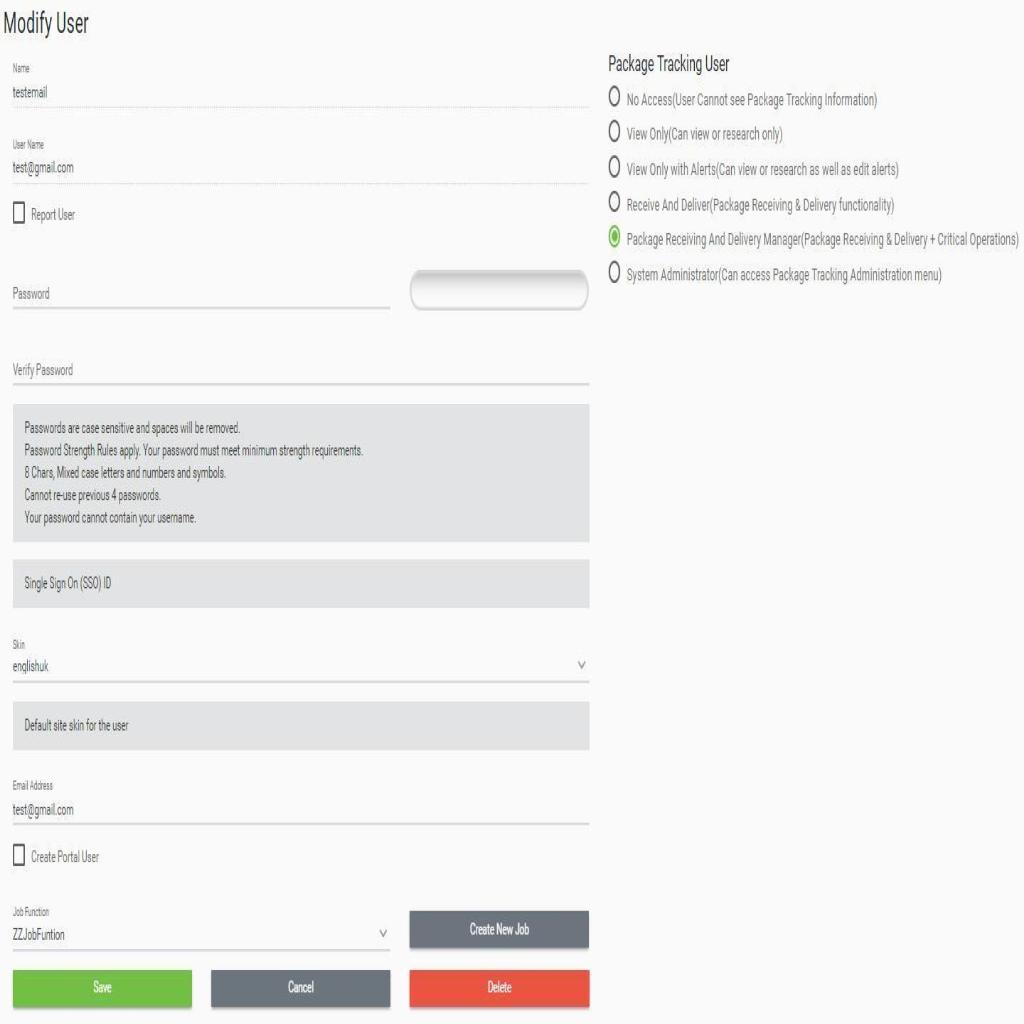 Modify User
Name
testemail
User Name
test@gmail.com
Report User
Password
Verify Password
Passwords are case sensitive and spaces will be removed.
Password Strength Rules apply. Your password must meet minimum strength requirements.
8 Chars, Mixed case letters and numbers and symbols.
Cannot re-use previous 4 passwords.
Your password cannot contain your username.
Single Sign On (SSO) ID
Skin
englishuk
Default site skin for the user
Email Address
test@gmail.com
Create Portal User
Job Function
ZZJobFuntion
Create New Job
Save
Cancel
Delete
Package Tracking User
No Access(User Cannot see Package Tracking Information)
View Only(Can view or research only)
View Only with Alerts(Can view or research as well as edit alerts)
Receive And Deliver(Package Receiving & Delivery functionality)
Package Receiving And Delivery Manager(Package Receiving & Delivery + Critical Operations)
System Administrator(Can access Package Tracking Administration menu)